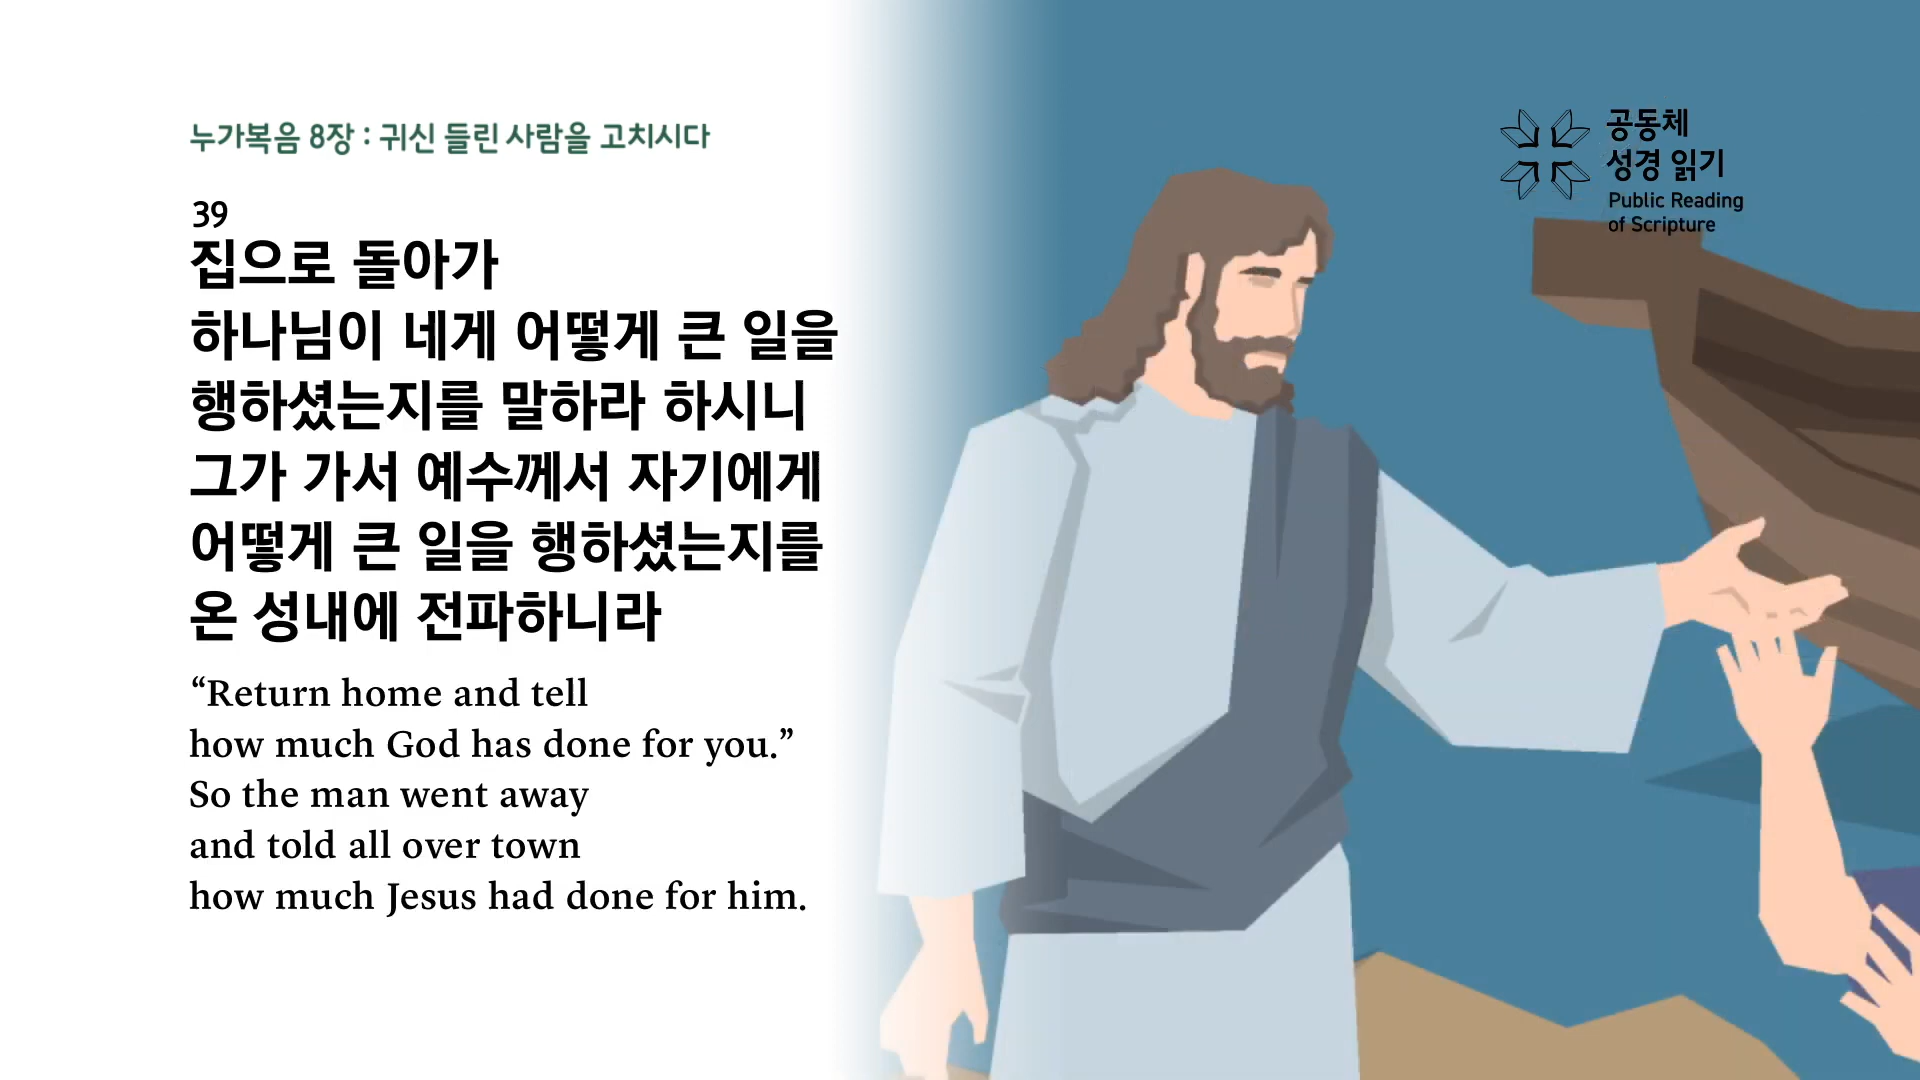 누가복음 8장 : 귀신 들린 사람을 고치시다
39
집으로 돌아가
하나님이 네게 어떻게 큰 일을
행하셨는지를 말하라 하시니
그가 가서 예수께서 자기에게
어떻게 큰 일을 행하셨는지를
온 성내에 전파하니라
“Return home and tell
how much God has done for you.”
So the man went away
and told all over town
how much Jesus had done for him.
공동체
성경 읽기
Public Reading
of Scripture